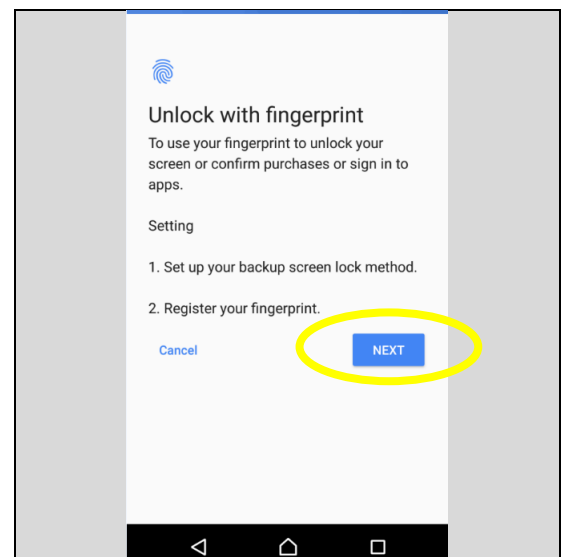 Unlock with fingerprint
To use your fingerprint to unlock your
screen or confirm purchases or sign in to
apps.
Setting
1. Set up your backup screen lock method.
2. Register your fingerprint.
Cancel
NEXT